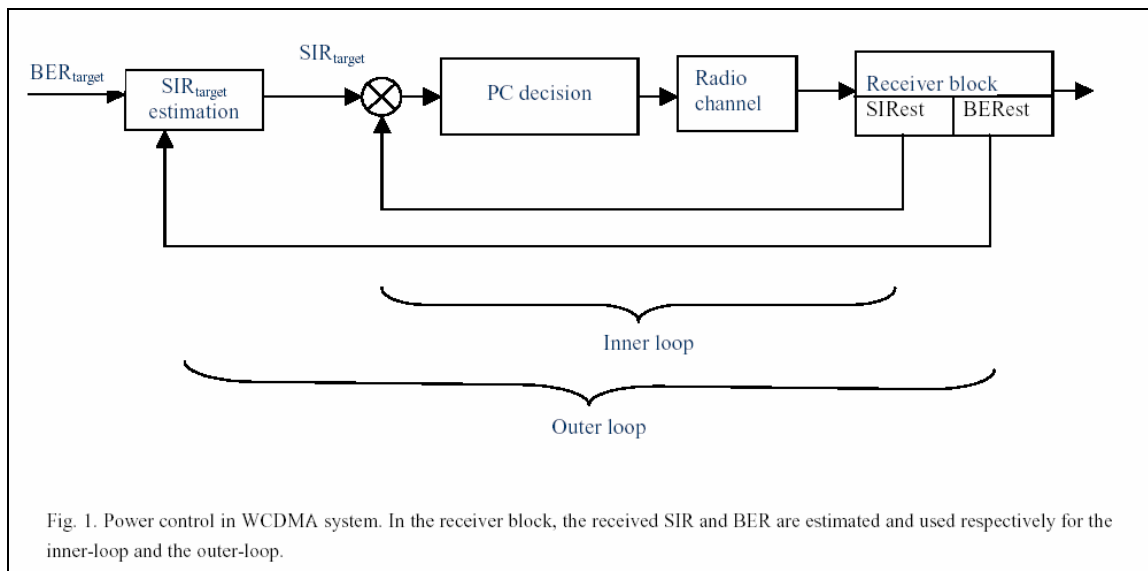 BERtarget
SIRtarget
estimation
SIRtarget
PC decision
Radio
channel
Receiver block
SIRest
BERest
Inner loop
Outer loop
Fig. 1. Power control in WCDMA system. In the receiver block, the received SIR and BER are estimated and used respectively for the
inner-loop and the outer-loop.